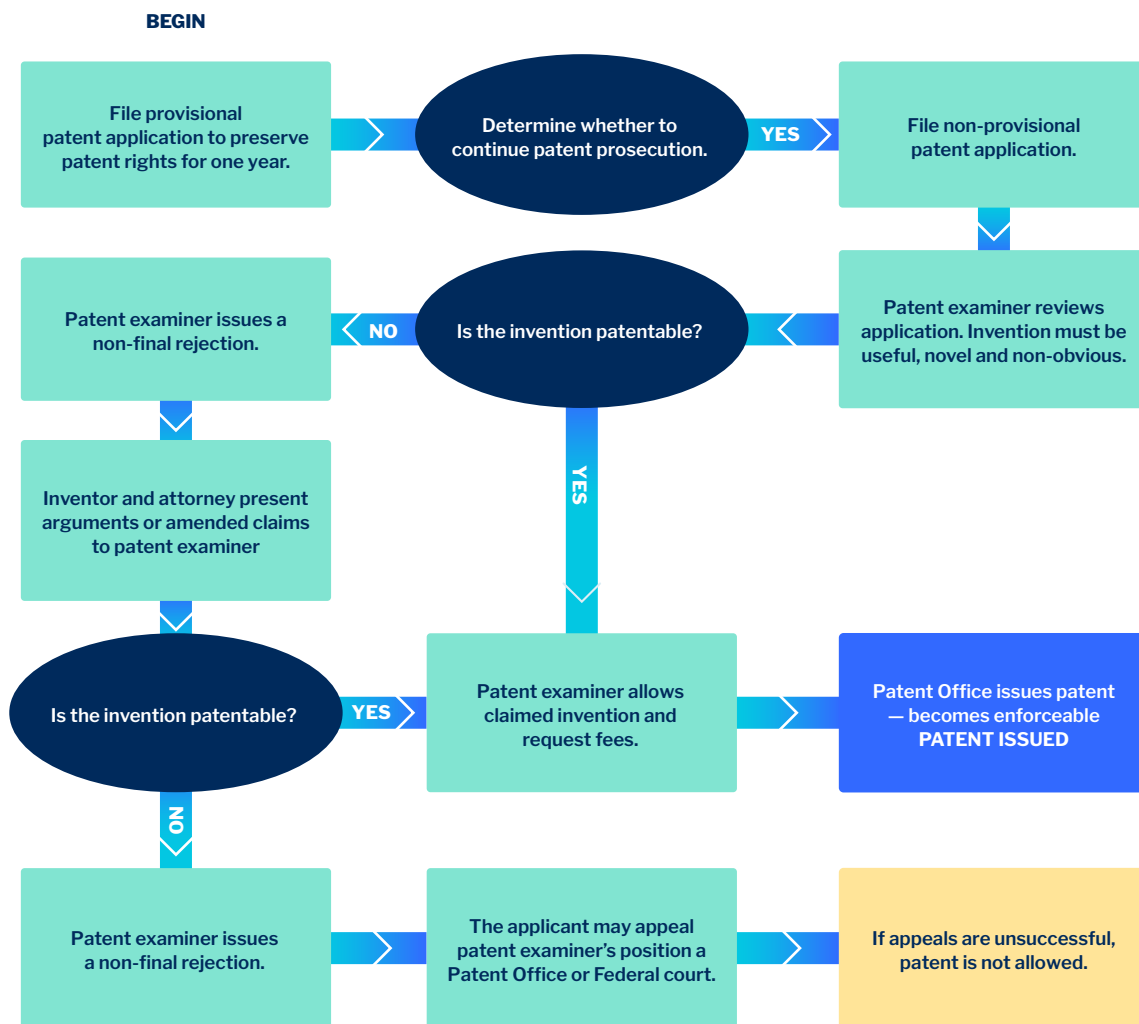 BEGIN
File provisional
patent application to preserve
patent rights for one year.
Determine whether to
continue patent prosecution.
YES
File non-provisional
patent application.
Patent examiner reviews
application. Invention must be
useful, novel and non-obvious.
Is the invention patentable?
NO
Patent examiner issues a
non-final rejection.
YES
Inventor and attorney present
arguments or amended claims
to patent examiner
Is the invention patentable?
YES
Patent examiner allows
claimed invention and
request fees.
Patent Office issues patent
— becomes enforceable
PATENT ISSUED
NO
Patent examiner issues
a non-final rejection.
The applicant may appeal
patent examiner’s position a
Patent Office or Federal court.
If appeals are unsuccessful,
patent is not allowed.